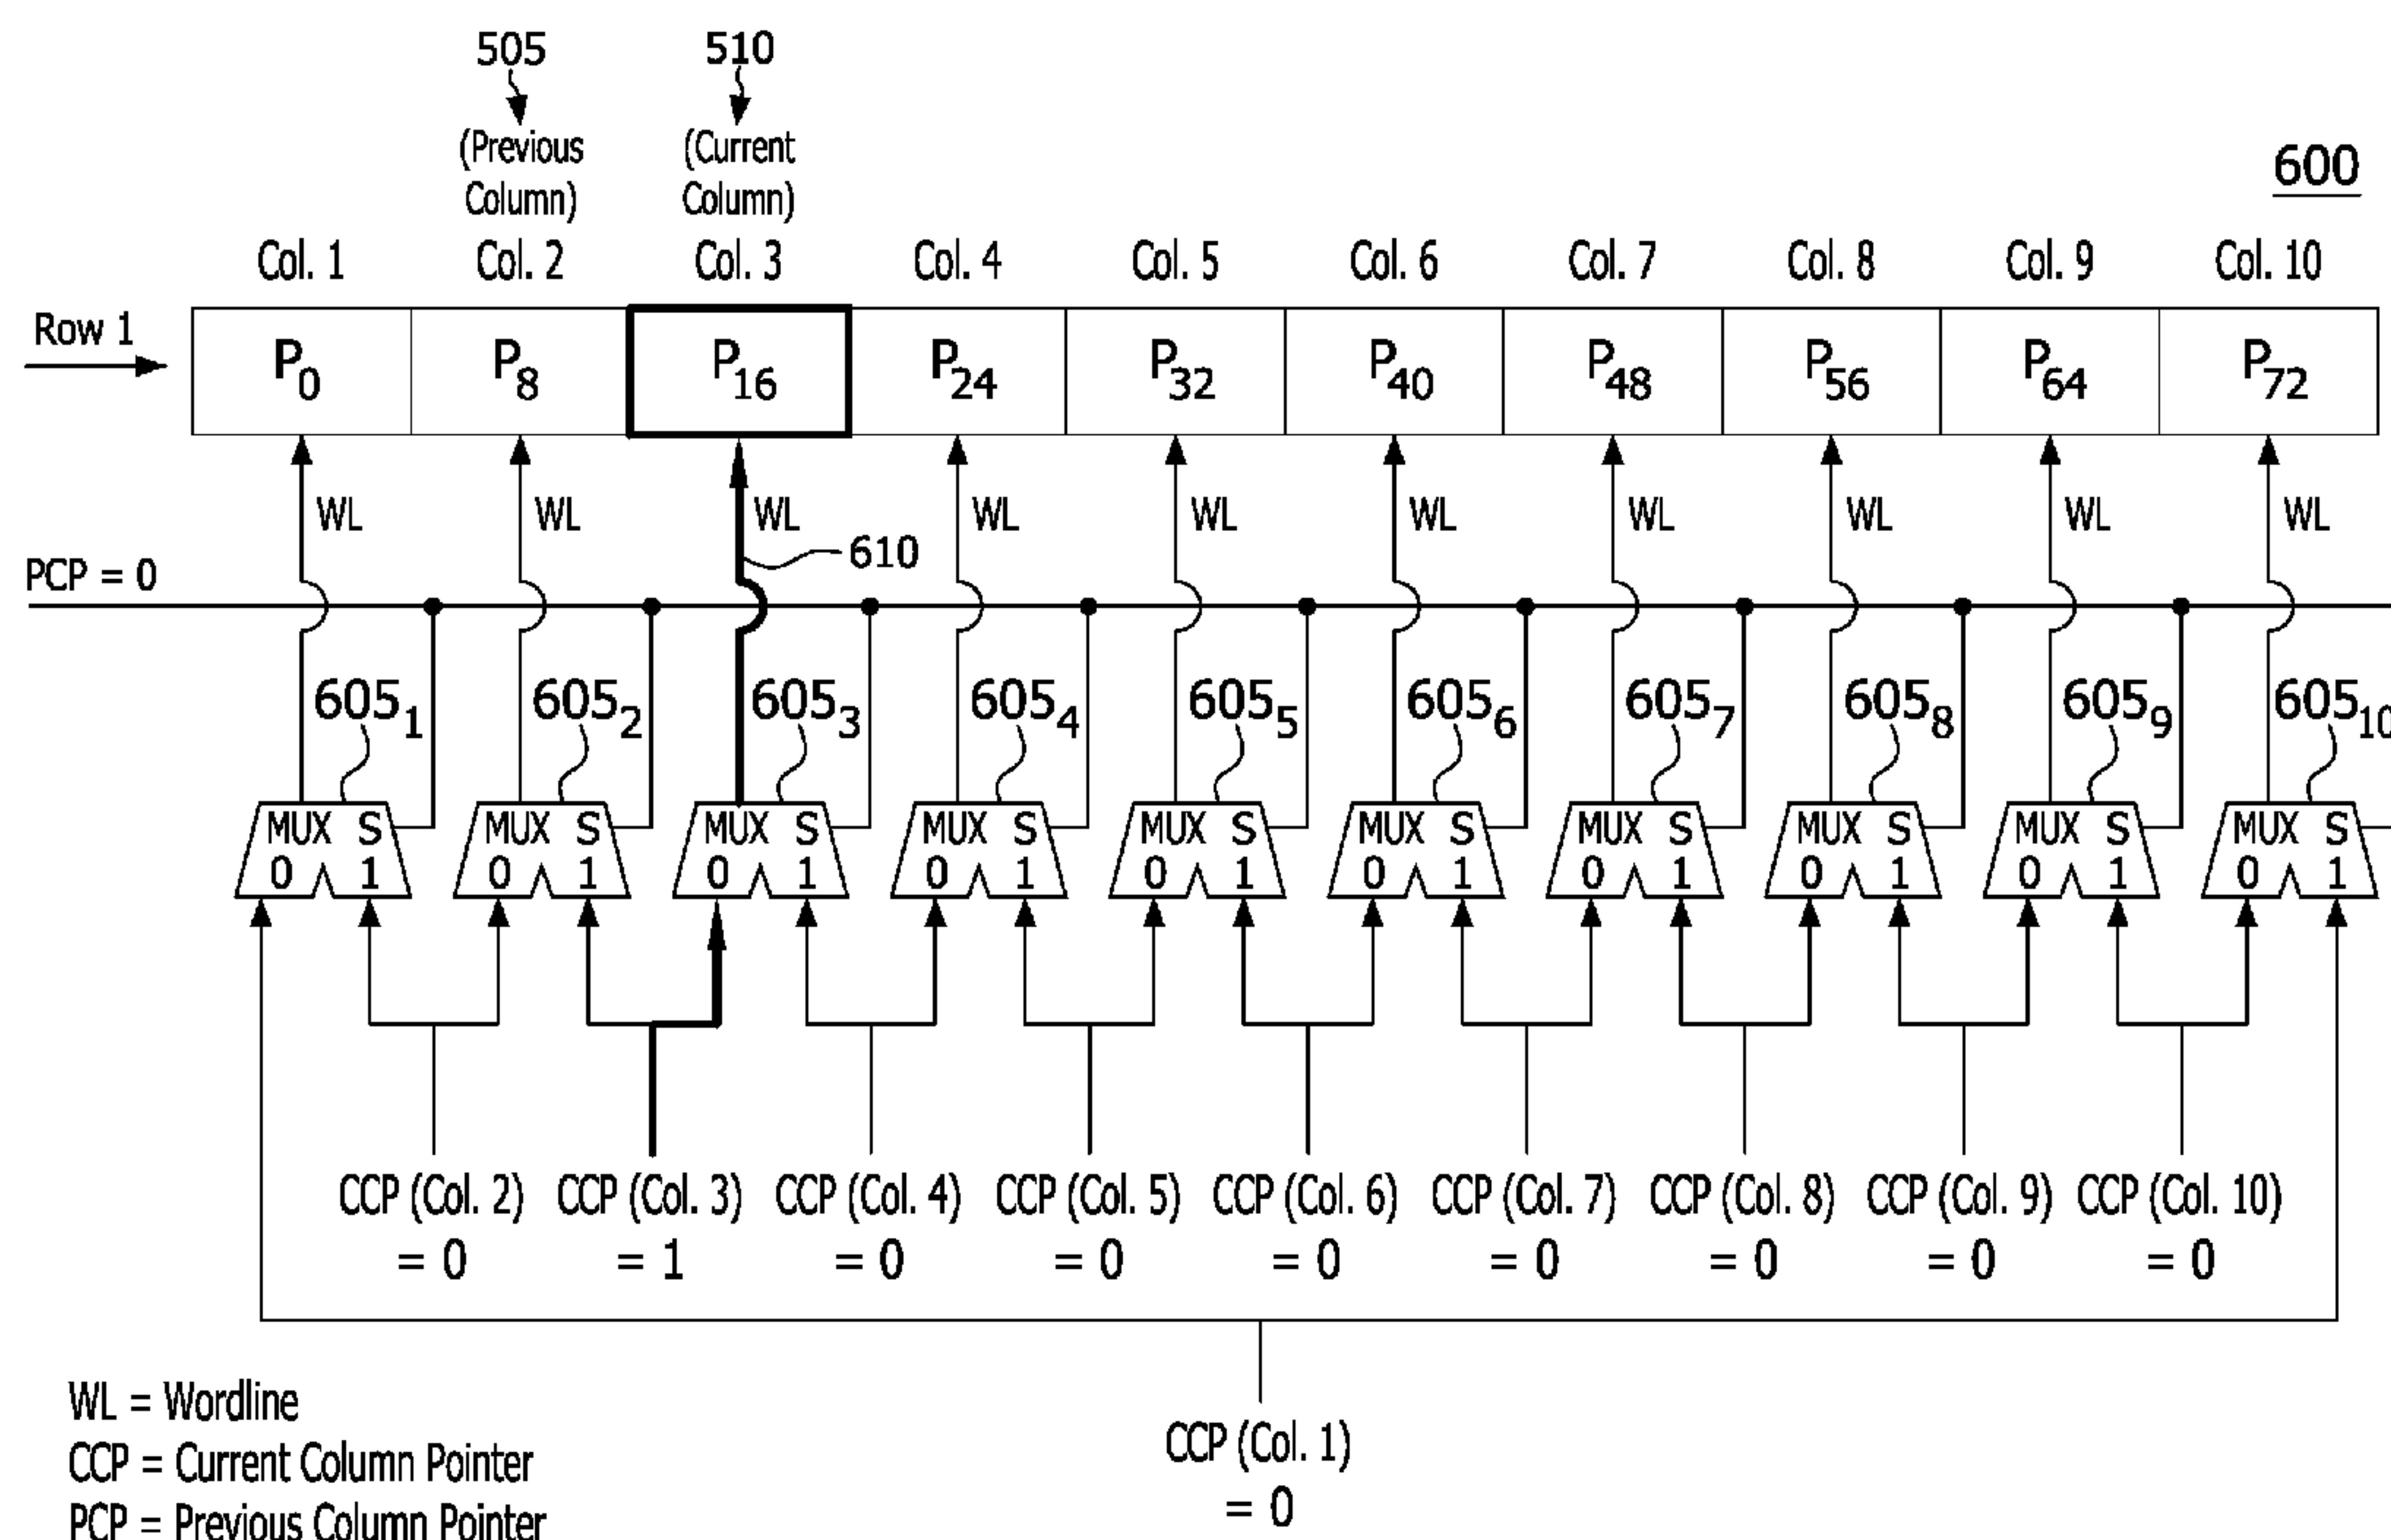 505 510
(Previous (Current
Column) Column)
600
Col. 1 Col. 2 Col. 3 Col. 4 Col. 5 Col. 6 Col. 7 Col. 8 Col. 9 Col. 10
Row 1
P0 P8 P16 P24 P32 P40 P48 P56 P64 P72
WL WL WL WL WL WL WL WL WL WL
610
PCP = 0
6051 6052 6053 6054 6055 6056 6057 6058 6059 60510
MUX S MUX S MUX S MUX S MUX S MUX S MUX S MUX S MUX S MUX S
0 1 0 1 0 1 0 1 0 1 0 1 0 1 0 1 0 1 0 1
CCP (Col. 2) CCP (Col. 3) CCP (Col. 4) CCP (Col. 5) CCP (Col. 6) CCP (Col. 7) CCP (Col. 8) CCP (Col. 9) CCP (Col. 10)
= 0 = 1 = 0 = 0 = 0 = 0 = 0 = 0 = 0
WL = Wordline
CCP (Col. 1)
CCP = Current Column Pointer
= 0
PCP = Previous Column Pointer